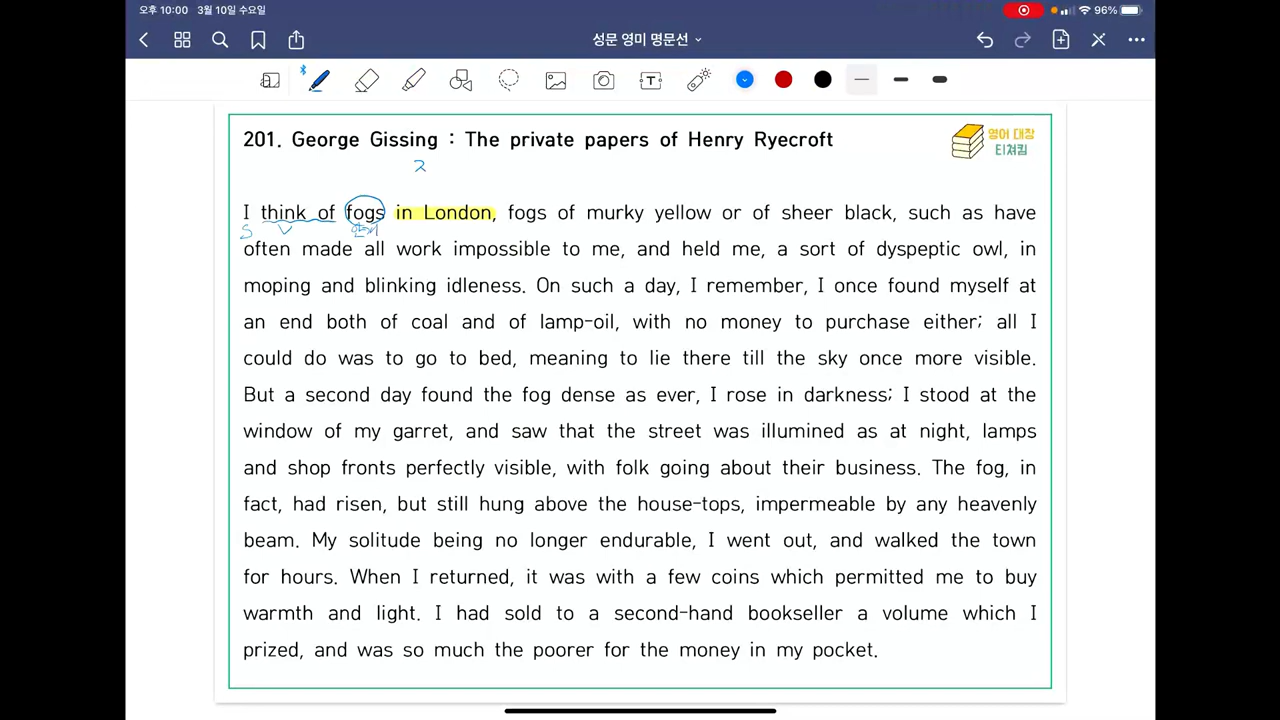 오후 10:00 3월 10일 수요일 96%
성문 영미 명문선
201. George Gissing : The private papers of Henry Ryecroft
영어 대장
티쳐킴
ㅈ
I think of fogs in London, fogs of murky yellow or of sheer black, such as have
S V 안개
often made all work impossible to me, and held me, a sort of dyspeptic owl, in
moping and blinking idleness. On such a day, I remember, I once found myself at
an end both of coal and of lamp-oil, with no money to purchase either; all I
could do was to go to bed, meaning to lie there till the sky once more visible.
But a second day found the fog dense as ever, I rose in darkness; I stood at the
window of my garret, and saw that the street was illumined as at night, lamps
and shop fronts perfectly visible, with folk going about their business. The fog, in
fact, had risen, but still hung above the house-tops, impermeable by any heavenly
beam. My solitude being no longer endurable, I went out, and walked the town
for hours. When I returned, it was with a few coins which permitted me to buy
warmth and light. I had sold to a second-hand bookseller a volume which I
prized, and was so much the poorer for the money in my pocket.